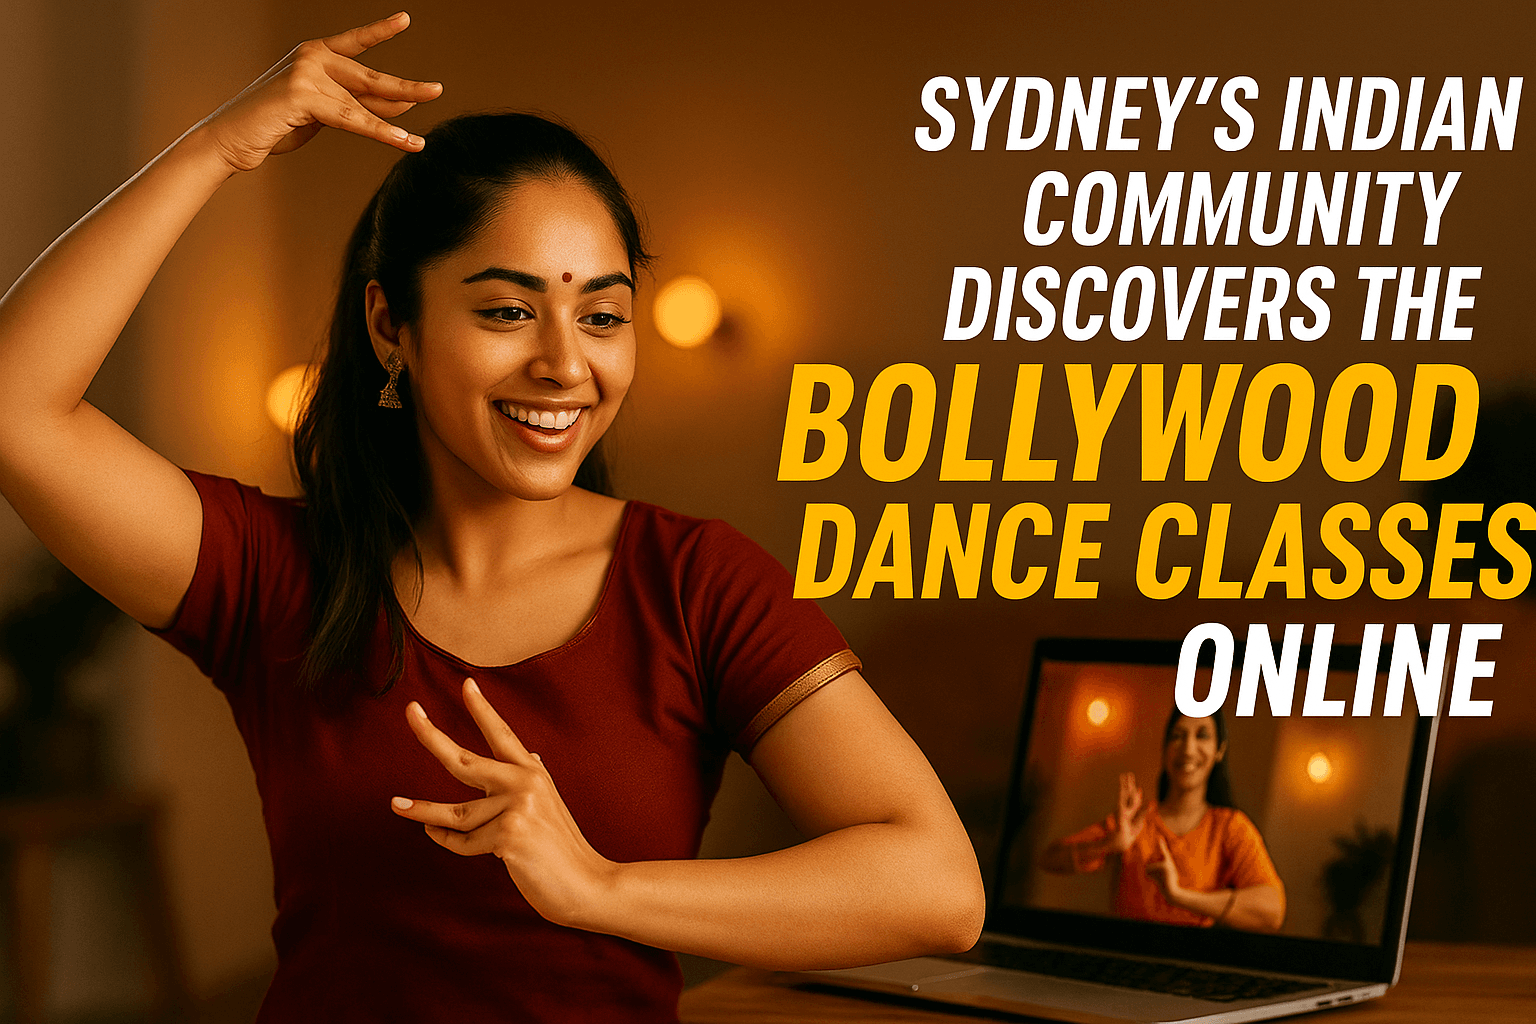 SYDNEY'S INDIAN
COMMUNITY
DISCOVERS THE
BOLLYWOOD
DANCE CLASSES
ONLINE